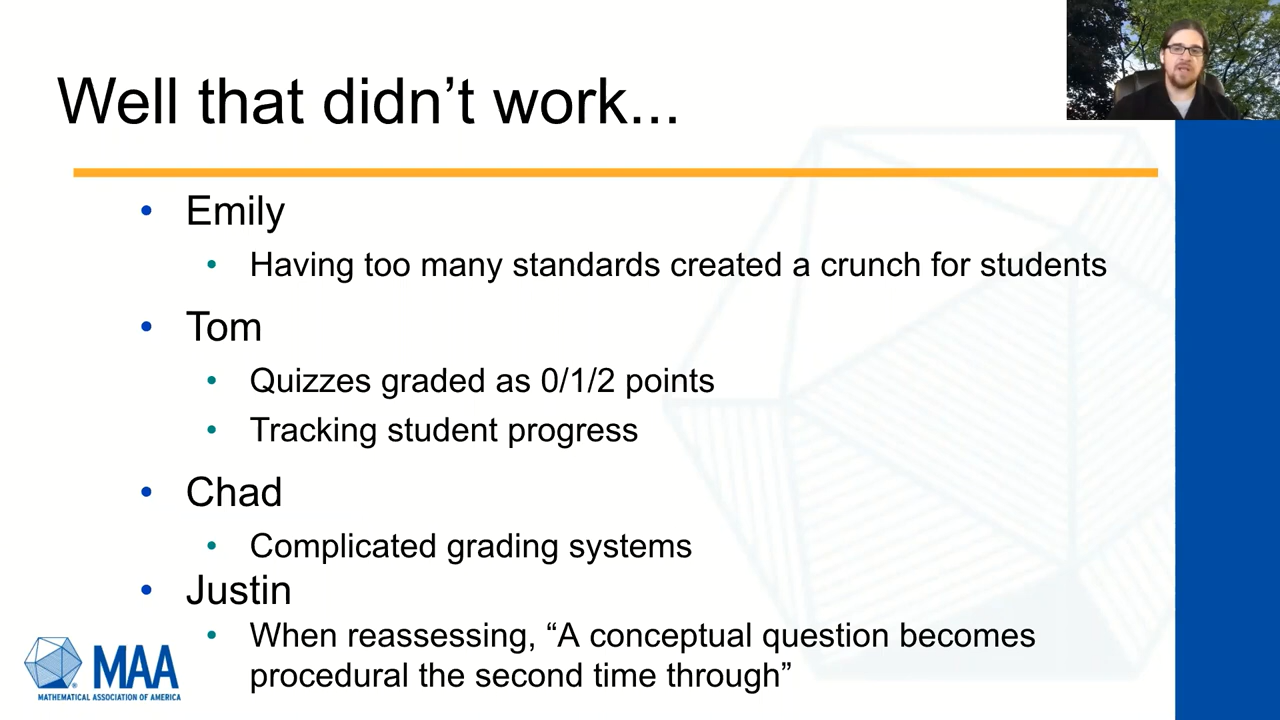 Well that didn’t work...
• Emily
• Having too many standards created a crunch for students
• Tom
• Quizzes graded as 0/1/2 points
• Tracking student progress
• Chad
• Complicated grading systems
• Justin
• When reassessing, “A conceptual question becomes
procedural the second time through”
MAA
®
MATHEMATICAL ASSOCIATION OF AMERICA